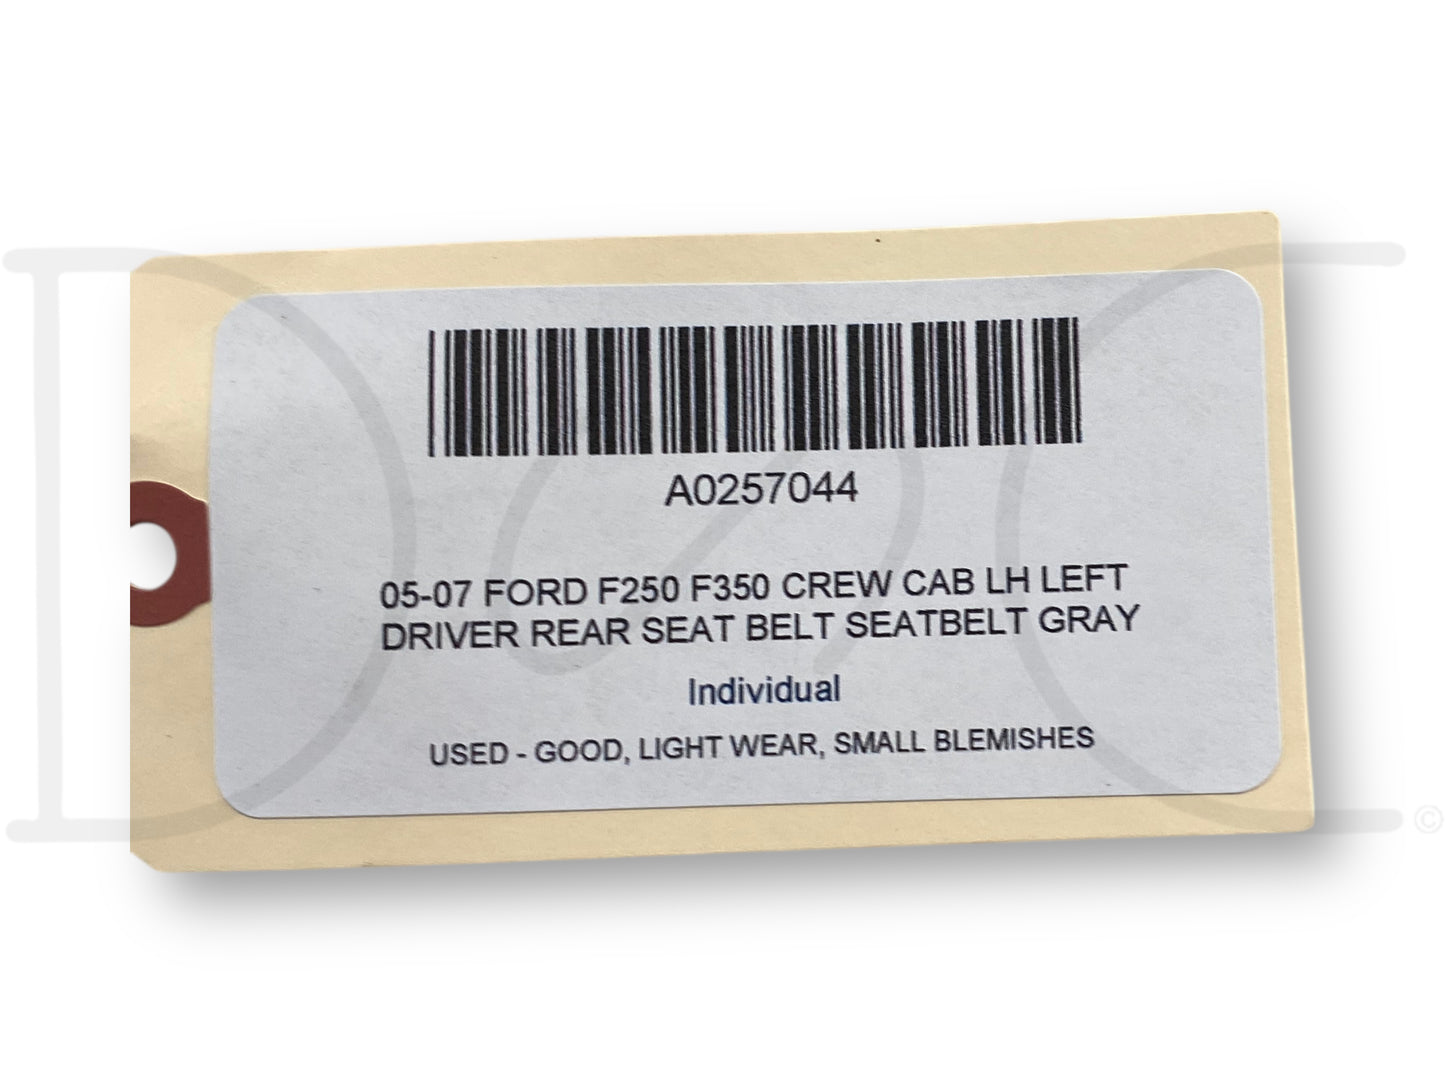 A0257044
05-07 FORD F250 F350 CREW CAB LH LEFT
DRIVER REAR SEAT BELT SEATBELT GRAY
Individual
USED - GOOD, LIGHT WEAR, SMALL BLEMISHES
©